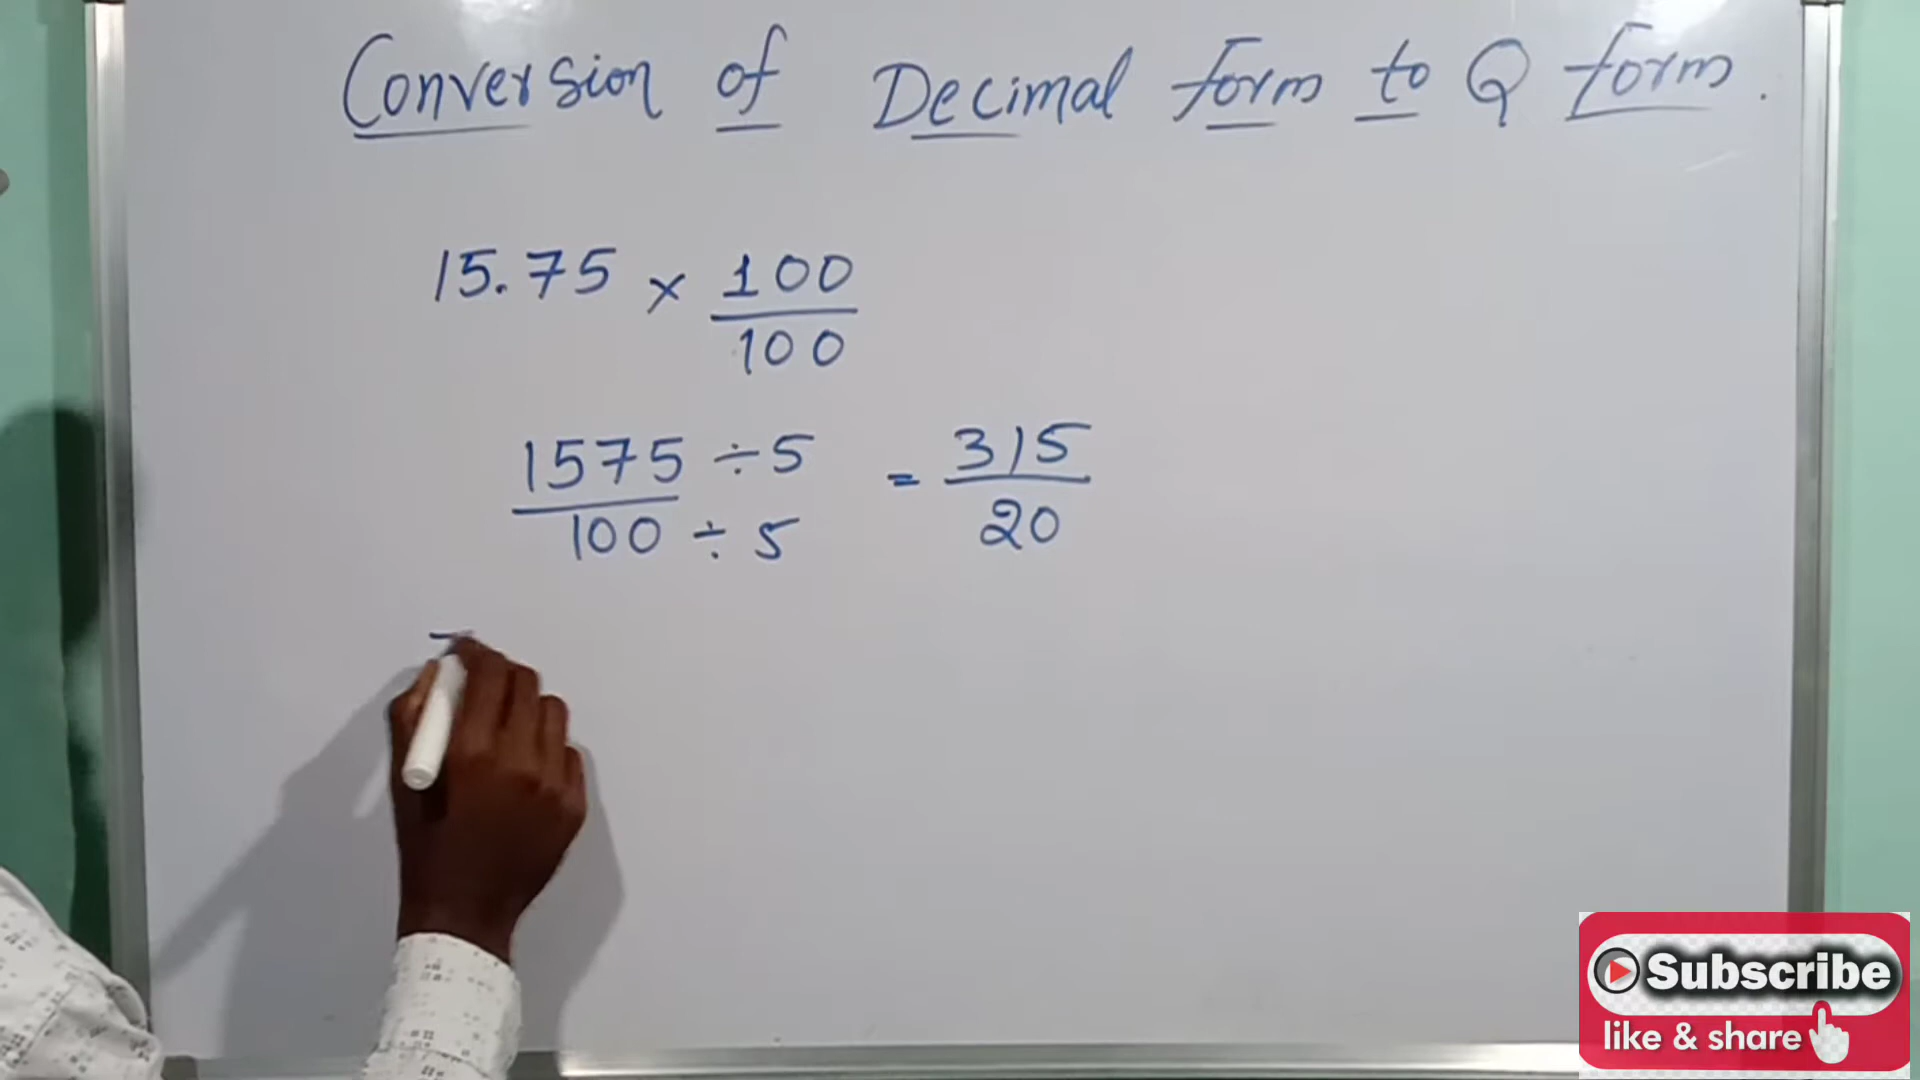 Conversion of Decimal form to Q form.
15.75 × 100/100
1575 ÷ 5 / 100 ÷ 5 = 315/20
Subscribe
like & share